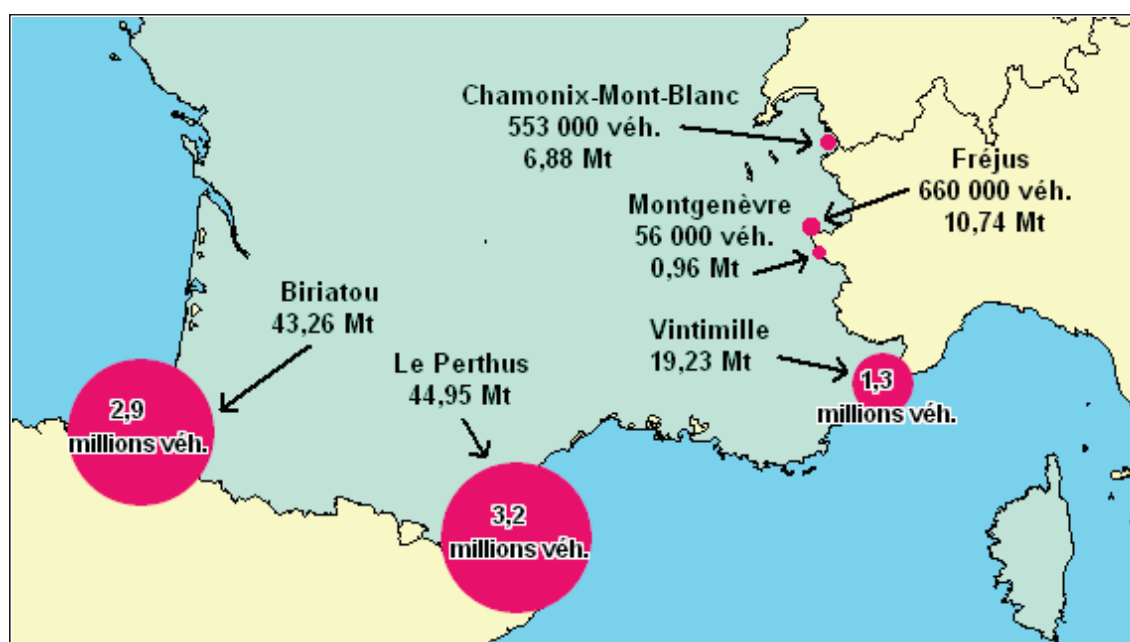 Chamonix-Mont-Blanc
553 000 véh.
6,88 Mt
Fréjus
660 000 véh.
10,74 Mt
Montgenèvre
56 000 véh.
0,96 Mt
Biriatou
43,26 Mt
Vintimille
19,23 Mt
Le Perthus
44,95 Mt
1,3
millions véh.
2,9
millions véh.
3,2
millions véh.